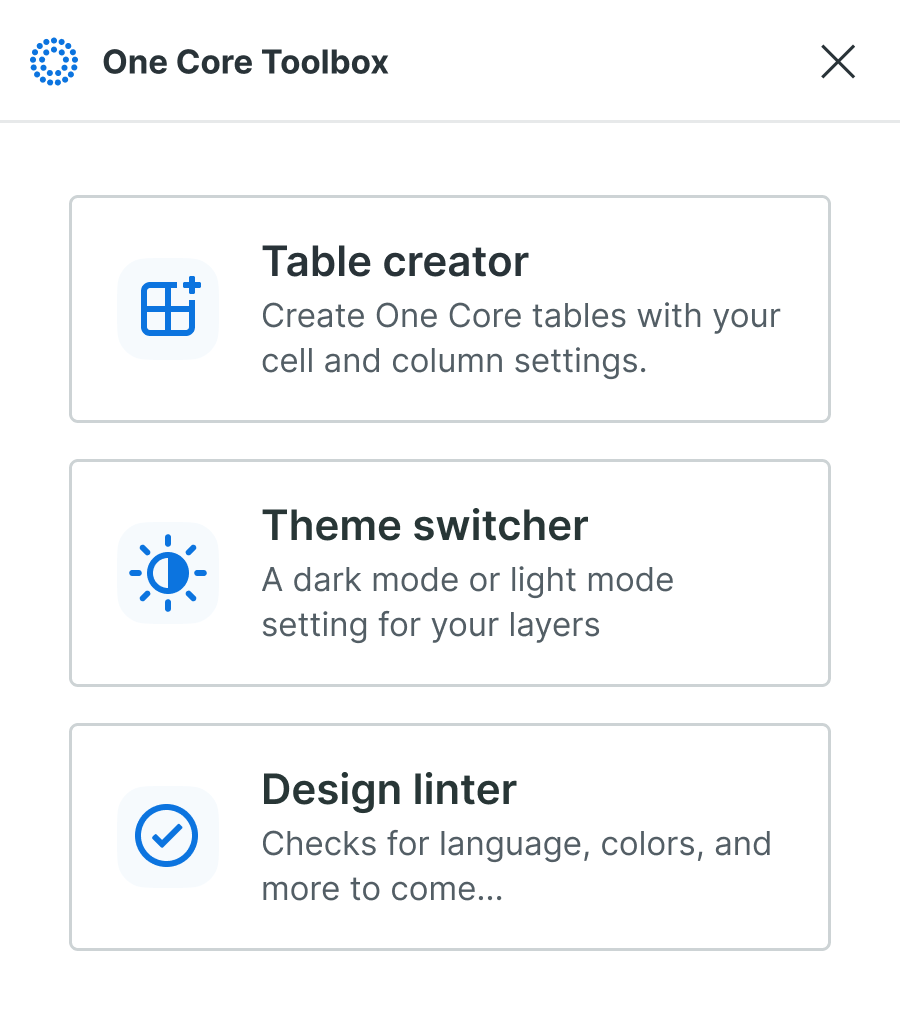 One Core Toolbox
Table creator
Create One Core tables with your
cell and column settings.
Theme switcher
A dark mode or light mode
setting for your layers
Design linter
Checks for language, colors, and
more to come...